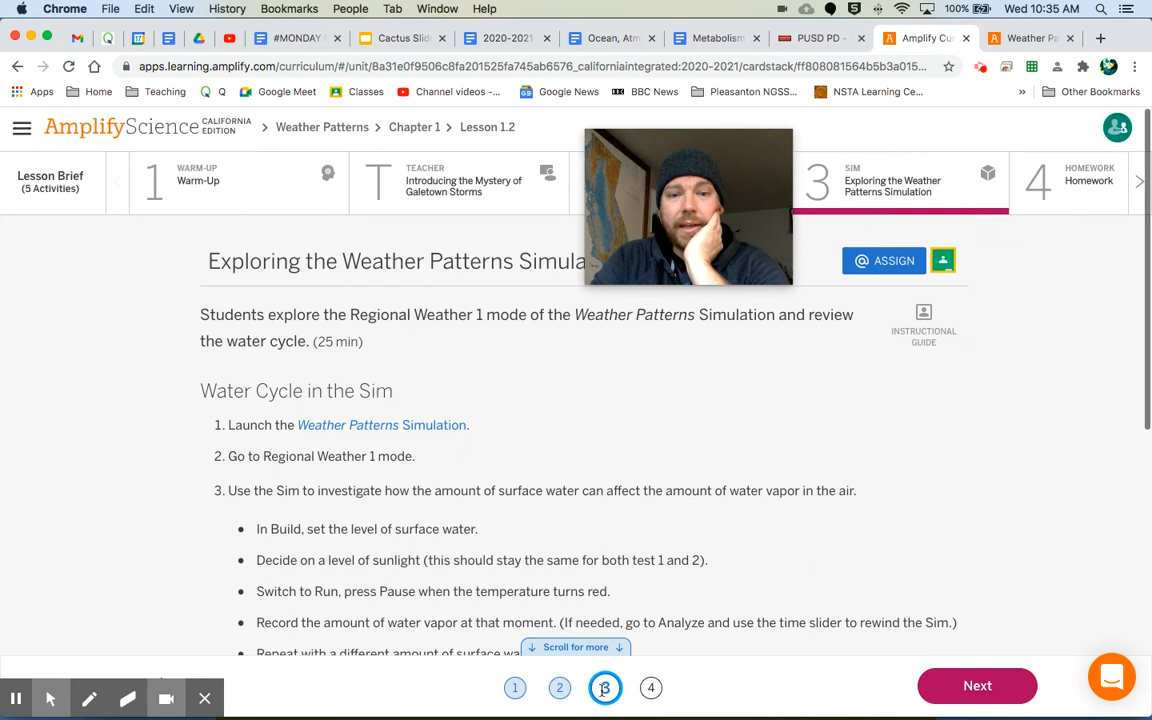 Chrome File Edit View History Bookmarks People Tab Window Help 100% Wed 10:35 AM
#MONDAY Cactus Slid 2020-2021 Ocean, Atm Metabolism PUSD PD - Amplify Cur Weather Pa
apps.learning.amplify.com/curriculum/#/unit/8a31e0f9506c8fa201525fa745ab6576_californiaintegrated:2020-2021/cardstack/ff8081081564b5b3a015...
Apps Home Teaching Q Google Meet Classes Channel videos -... Google News BBC News Pleasanton NGSS... NSTA Learning Ce... » Other Bookmarks
AmplifyScience CALIFORNIA EDITION > Weather Patterns > Chapter 1 > Lesson 1.2
Lesson Brief
(5 Activities)
1 WARM-UP
Warm-Up
T TEACHER
Introducing the Mystery of
Galetown Storms
3 SIM
Exploring the Weather
Patterns Simulation
4 HOMEWORK
Homework
Exploring the Weather Patterns Simula
@ ASSIGN
Students explore the Regional Weather 1 mode of the Weather Patterns Simulation and review
the water cycle. (25 min)
INSTRUCTIONAL
GUIDE
Water Cycle in the Sim
1. Launch the Weather Patterns Simulation.
2. Go to Regional Weather 1 mode.
3. Use the Sim to investigate how the amount of surface water can affect the amount of water vapor in the air.
• In Build, set the level of surface water.
• Decide on a level of sunlight (this should stay the same for both test 1 and 2).
• Switch to Run, press Pause when the temperature turns red.
• Record the amount of water vapor at that moment. (If needed, go to Analyze and use the time slider to rewind the Sim.)
• Repeat with a different amount of surface wa
Scroll for more
1 2 3 4
Next